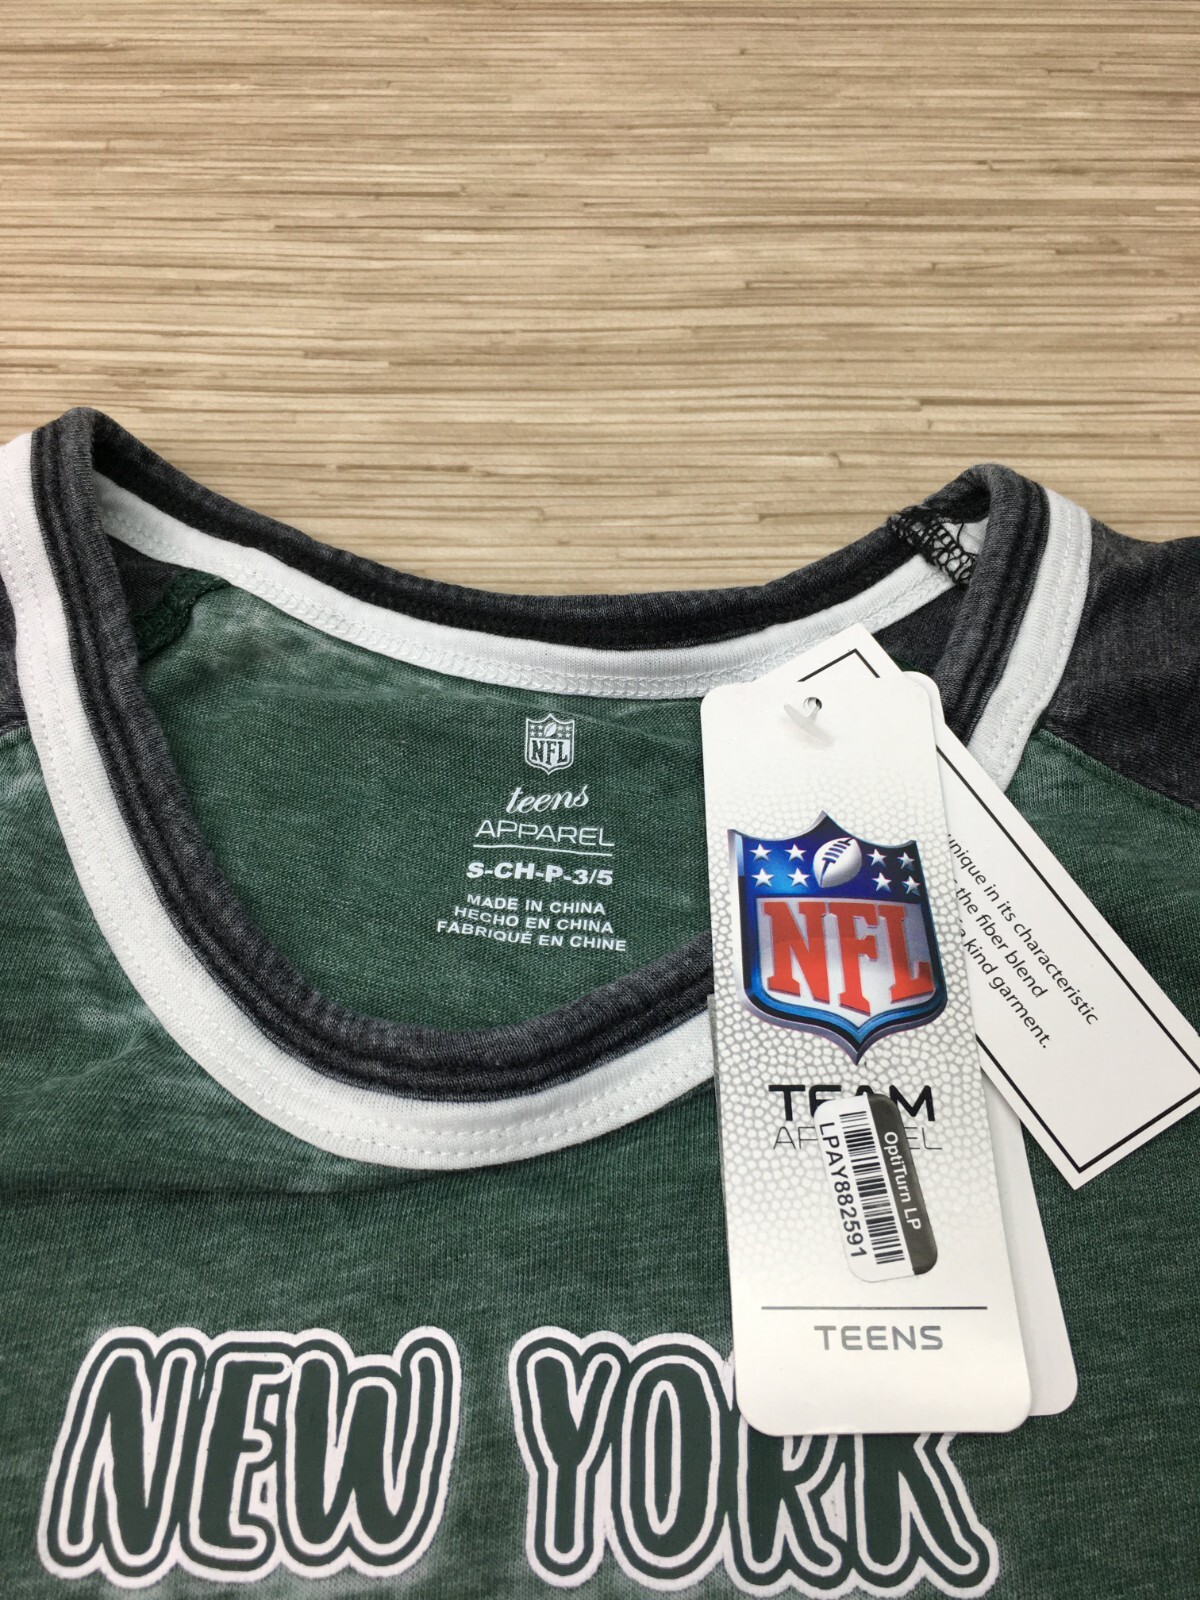 NFL
teens
APPAREL
S-CH-P-3/5
MADE IN CHINA
HECHO EN CHINA
FABRIQUÉ EN CHINE
NFL
TEAM
OptiTurn LP
LPAY882591
TEENS
unique in its characteristic
the fiber blend
a kind garment.
NEW YORK